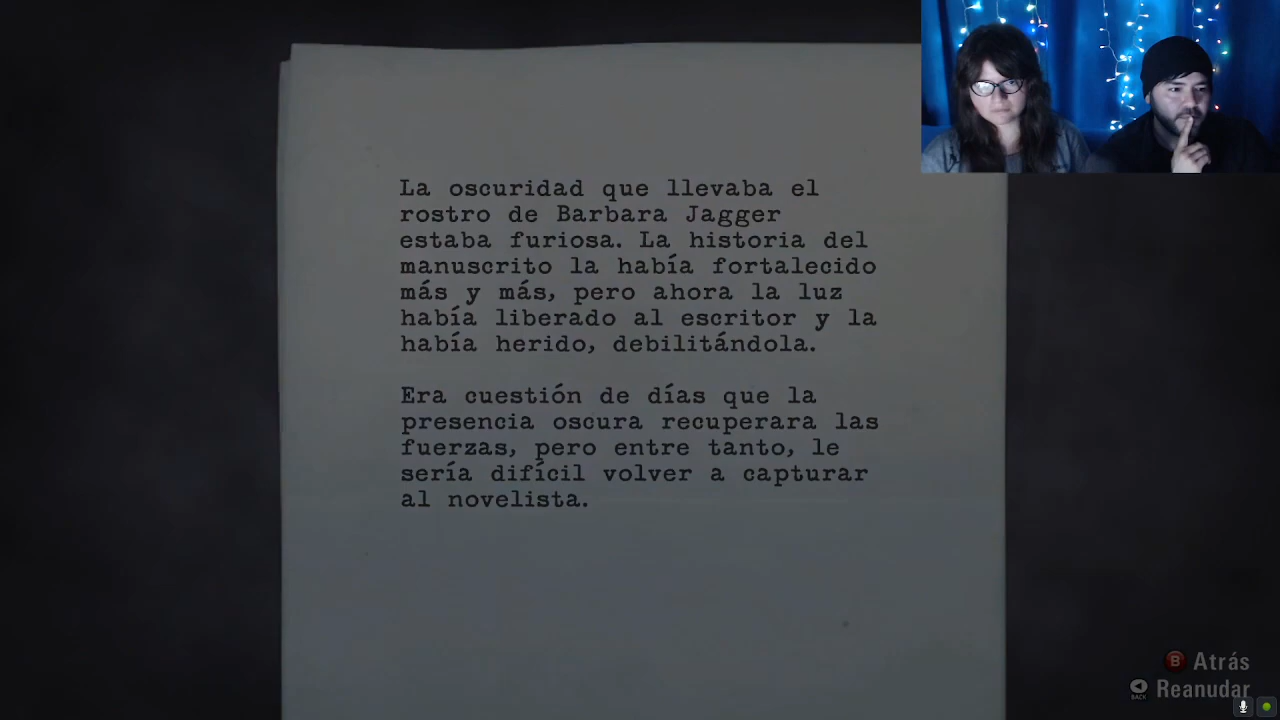 La oscuridad que llevaba el
rostro de Barbara Jagger
estaba furiosa. La historia del
manuscrito la había fortalecido
más y más, pero ahora la luz
había liberado al escritor y la
había herido, debilitándola.
Era cuestión de días que la
presencia oscura recuperara las
fuerzas, pero entre tanto, le
sería difícil volver a capturar
al novelista.
B Atrás
BACK Reanudar